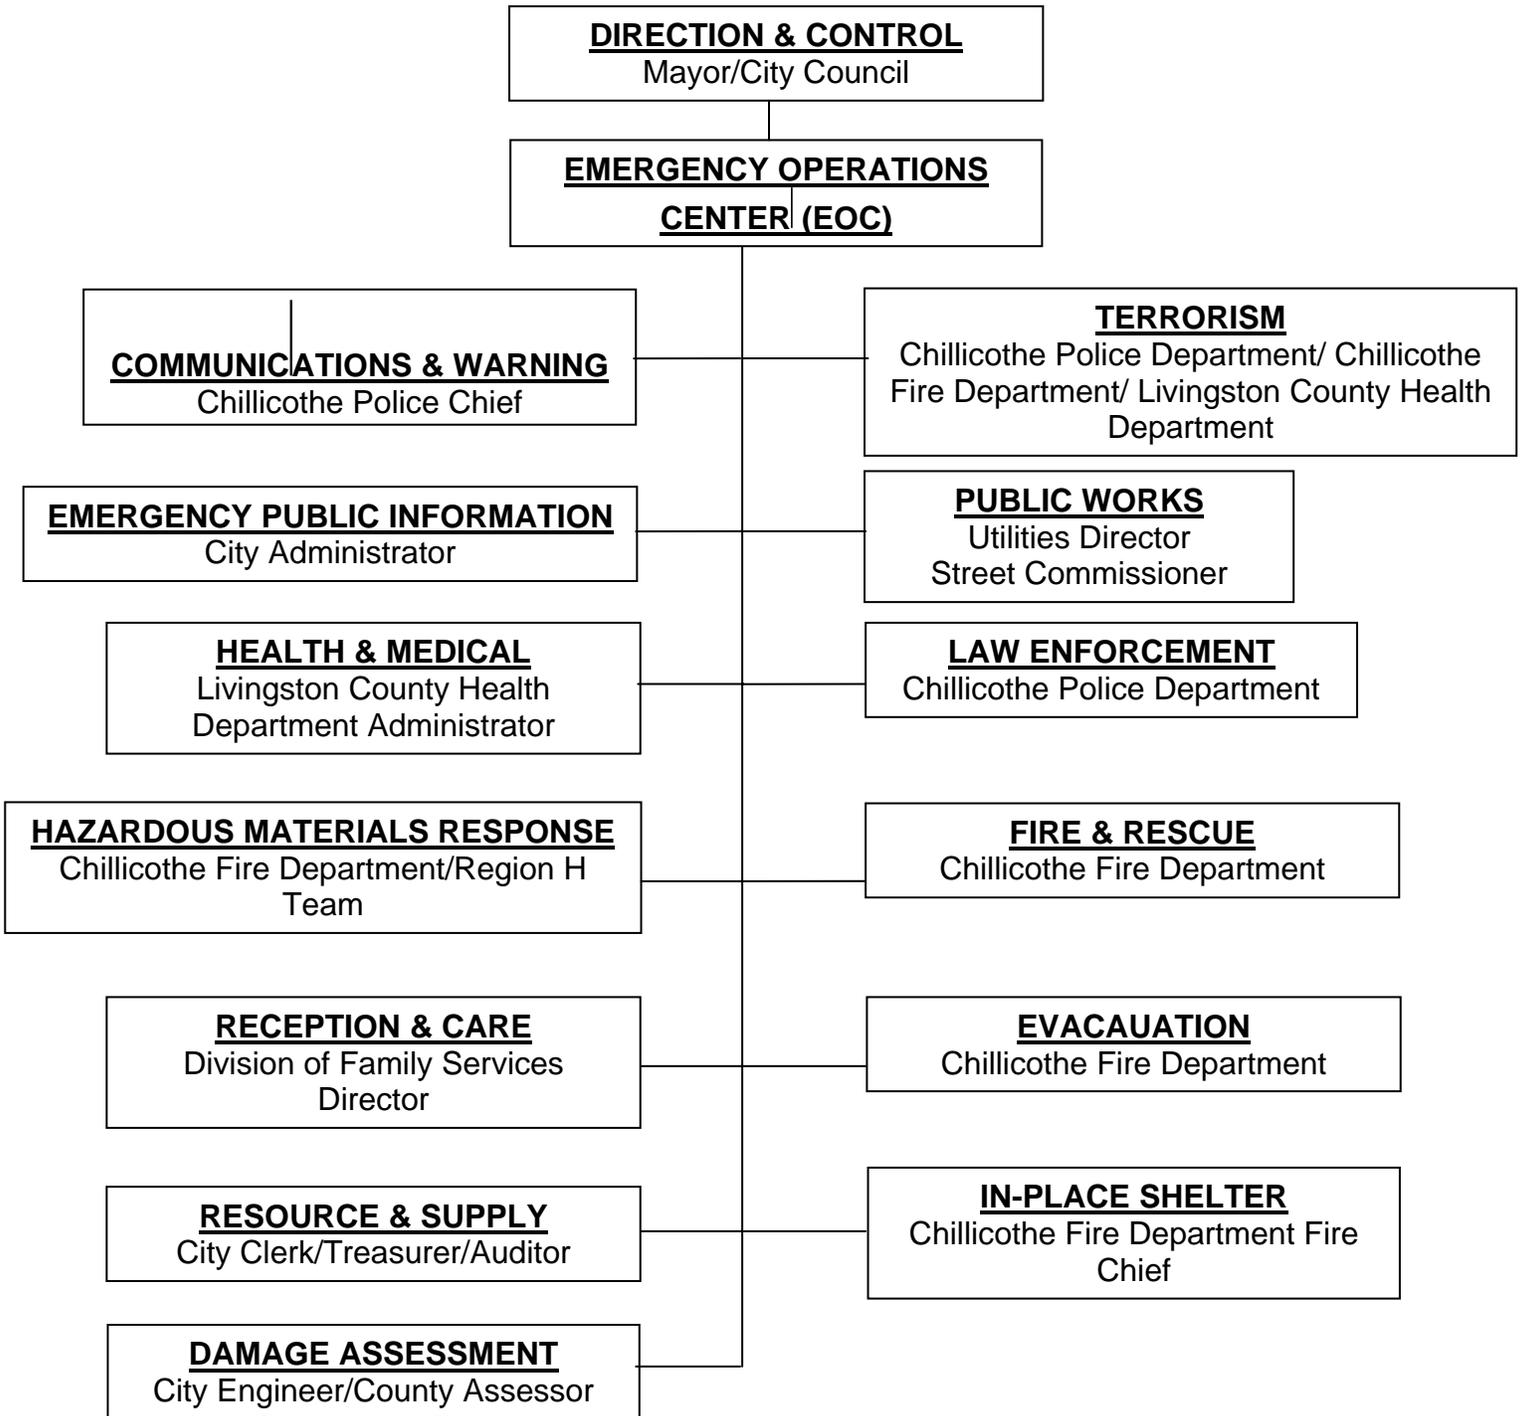 DIRECTION & CONTROL
Mayor/City Council
EMERGENCY OPERATIONS
CENTER (EOC)
COMMUNICATIONS & WARNING
Chillicothe Police Chief
TERRORISM
Chillicothe Police Department/ Chillicothe
Fire Department/ Livingston County Health
Department
EMERGENCY PUBLIC INFORMATION
City Administrator
PUBLIC WORKS
Utilities Director
Street Commissioner
HEALTH & MEDICAL
Livingston County Health
Department Administrator
LAW ENFORCEMENT
Chillicothe Police Department
HAZARDOUS MATERIALS RESPONSE
Chillicothe Fire Department/Region H
Team
FIRE & RESCUE
Chillicothe Fire Department
RECEPTION & CARE
Division of Family Services
Director
EVACAUATION
Chillicothe Fire Department
RESOURCE & SUPPLY
City Clerk/Treasurer/Auditor
IN-PLACE SHELTER
Chillicothe Fire Department Fire
Chief
DAMAGE ASSESSMENT
City Engineer/County Assessor